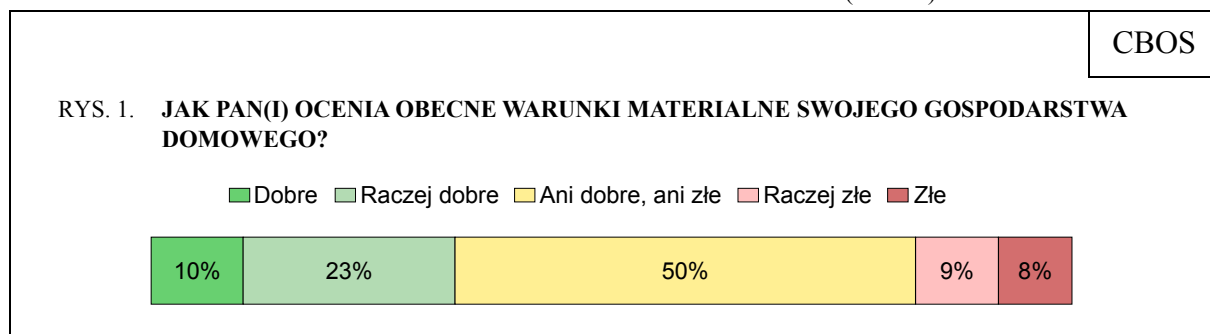 CBOS
RYS. 1. JAK PAN(I) OCENIA OBECNE WARUNKI MATERIALNE SWOJEGO GOSPODARSTWA
DOMOWEGO?
Dobre Raczej dobre Ani dobre, ani złe Raczej złe Złe
10% 23% 50% 9% 8%